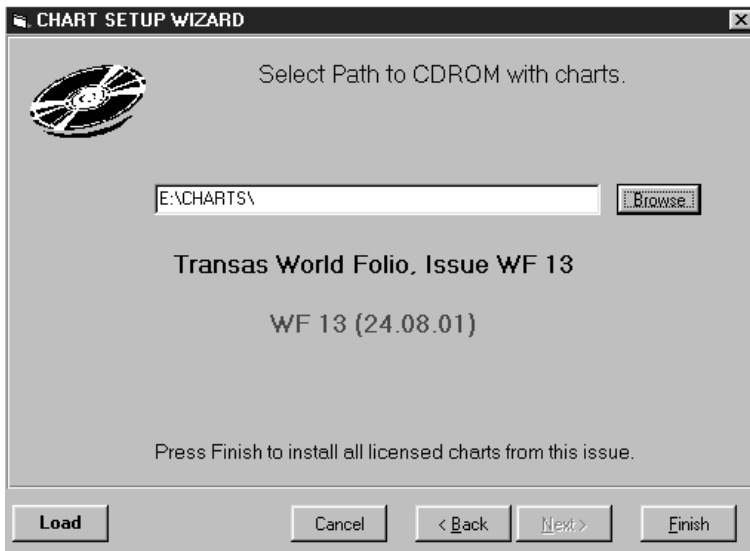 CHART SETUP WIZARD
Select Path to CDROM with charts.
E:\CHARTS\
Browse
Transas World Folio, Issue WF 13
WF 13 (24.08.01)
Press Finish to install all licensed charts from this issue.
Load Cancel < Back Next > Finish